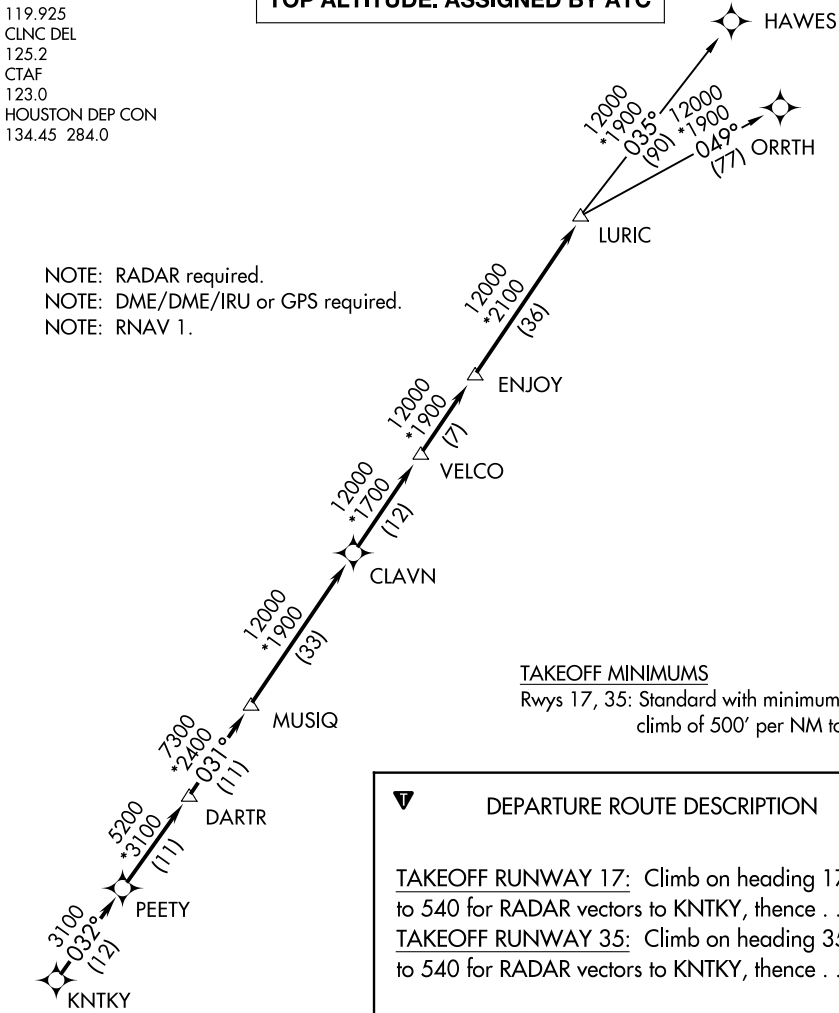 119.925
CLNC DEL
125.2
CTAF
123.0
HOUSTON DEP CON
134.45 284.0
TOP ALTITUDE: ASSIGNED BY ATC
HAWES
12000
*1900
035°
(90)
12000
*1900
049°
(77)
ORRTH
LURIC
NOTE: RADAR required.
NOTE: DME/DME/IRU or GPS required.
NOTE: RNAV 1.
12000
*2100
(36)
ENJOY
12000
*1900
(7)
VELCO
12000
*1700
(12)
CLAVN
12000
*1900
(33)
MUSIQ
TAKEOFF MINIMUMS
Rwys 17, 35: Standard with minimum
climb of 500' per NM to
7300
*2400
031°
(11)
DARTR
5200
*3100
(11)
PEETY
3100
032°
(12)
KNTKY
T
DEPARTURE ROUTE DESCRIPTION
TAKEOFF RUNWAY 17: Climb on heading 17
to 540 for RADAR vectors to KNTKY, thence . .
TAKEOFF RUNWAY 35: Climb on heading 35
to 540 for RADAR vectors to KNTKY, thence . .